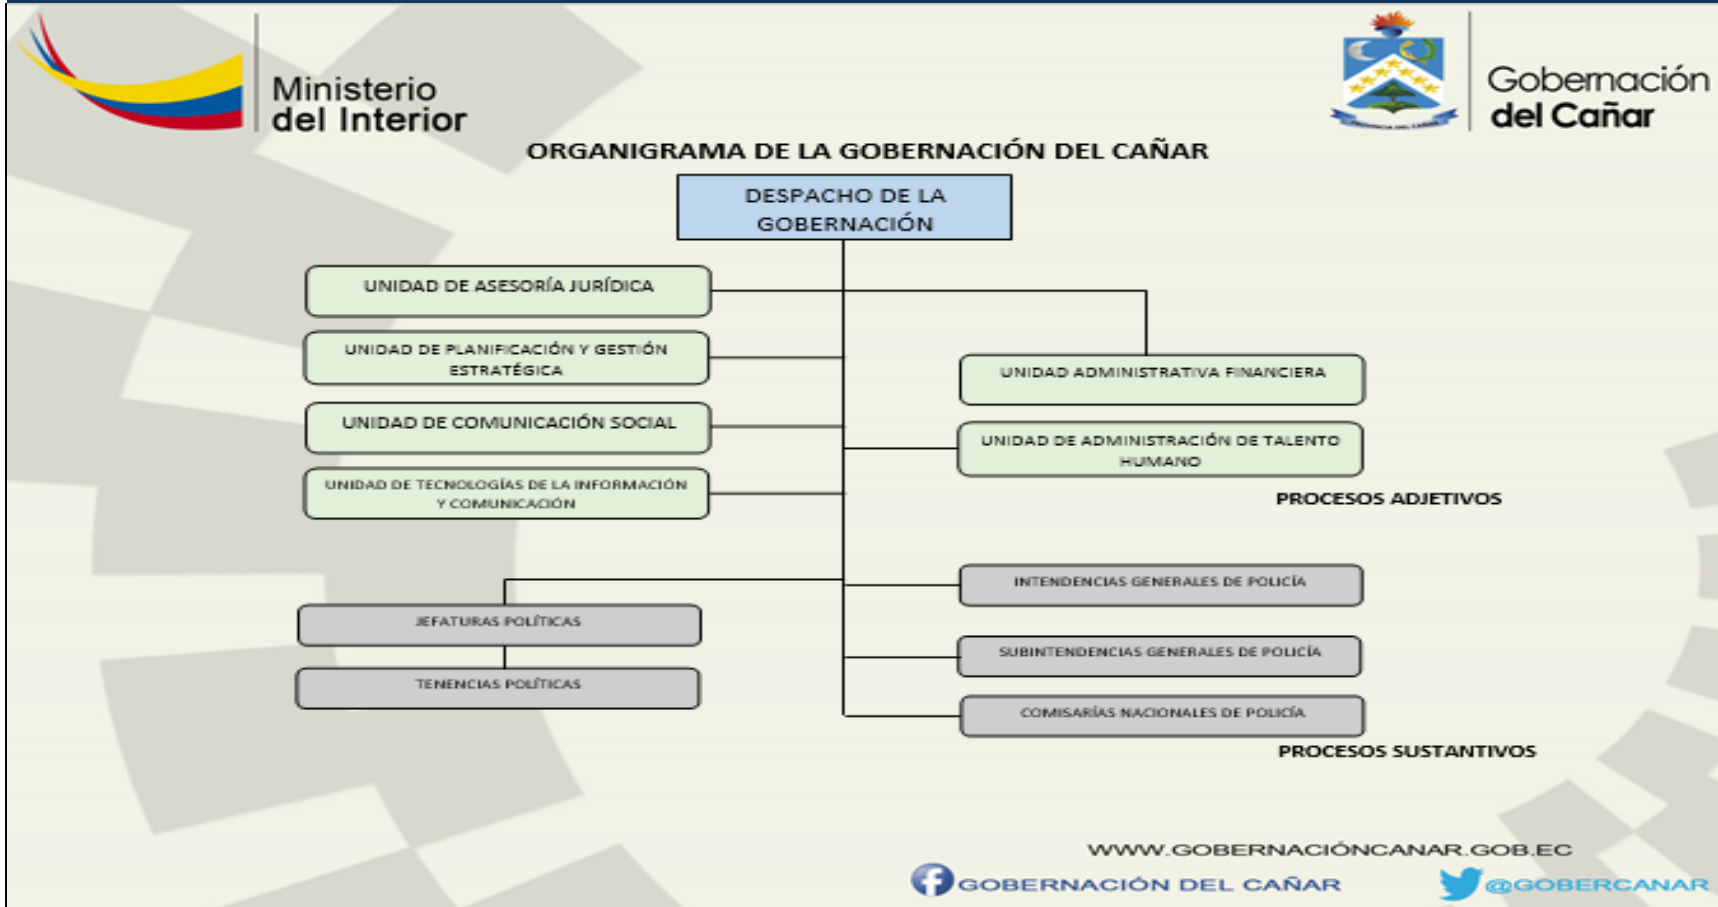 Ministerio
del Interior
Gobernación
del Cañar
PROVINCIA DEL CAÑAR
ORGANIGRAMA DE LA GOBERNACIÓN DEL CAÑAR
DESPACHO DE LA
GOBERNACIÓN
UNIDAD DE ASESORÍA JURÍDICA
UNIDAD DE PLANIFICACIÓN Y GESTIÓN
ESTRATÉGICA
UNIDAD DE COMUNICACIÓN SOCIAL
UNIDAD DE TECNOLOGÍAS DE LA INFORMACIÓN
Y COMUNICACIÓN
UNIDAD ADMINISTRATIVA FINANCIERA
UNIDAD DE ADMINISTRACIÓN DE TALENTO
HUMANO
PROCESOS ADJETIVOS
JEFATURAS POLÍTICAS
TENENCIAS POLÍTICAS
INTENDENCIAS GENERALES DE POLICÍA
SUBINTENDENCIAS GENERALES DE POLICÍA
COMISARÍAS NACIONALES DE POLICÍA
PROCESOS SUSTANTIVOS
WWW.GOBERNACIÓNCANAR.GOB.EC
GOBERNACIÓN DEL CAÑAR
@GOBERCANAR